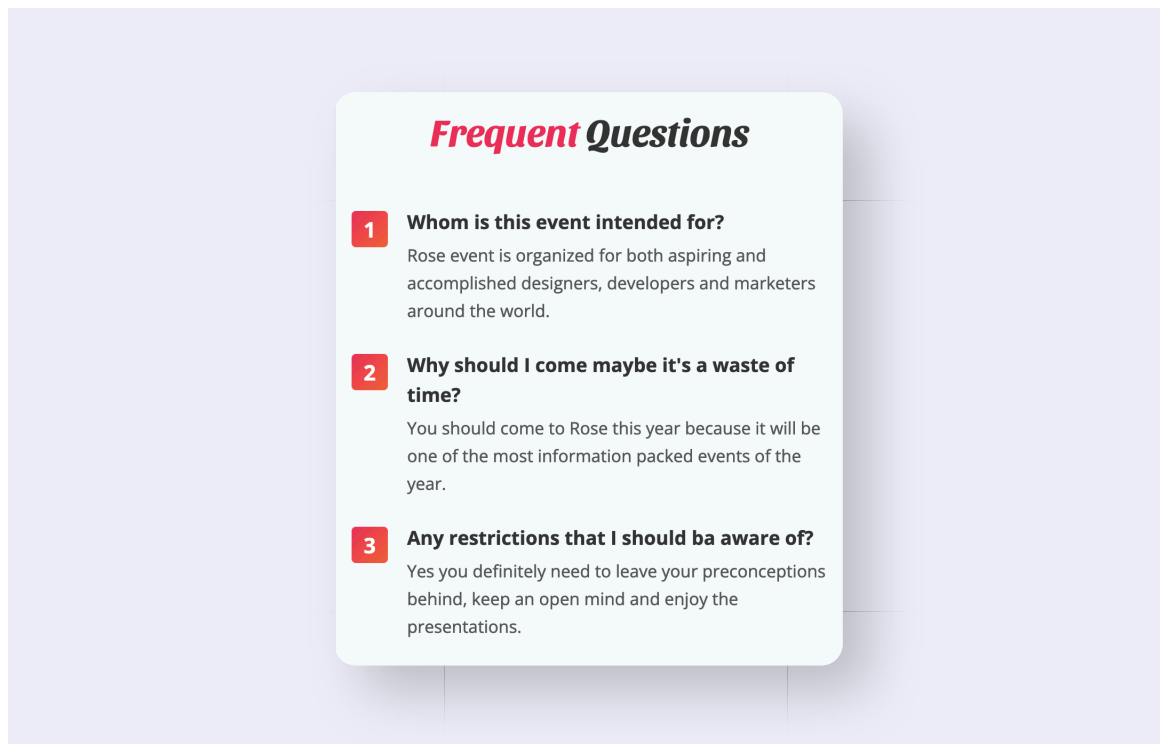 Frequent Questions
1
Whom is this event intended for?
Rose event is organized for both aspiring and
accomplished designers, developers and marketers
around the world.
2
Why should I come maybe it's a waste of
time?
You should come to Rose this year because it will be
one of the most information packed events of the
year.
3
Any restrictions that I should ba aware of?
Yes you definitely need to leave your preconceptions
behind, keep an open mind and enjoy the
presentations.